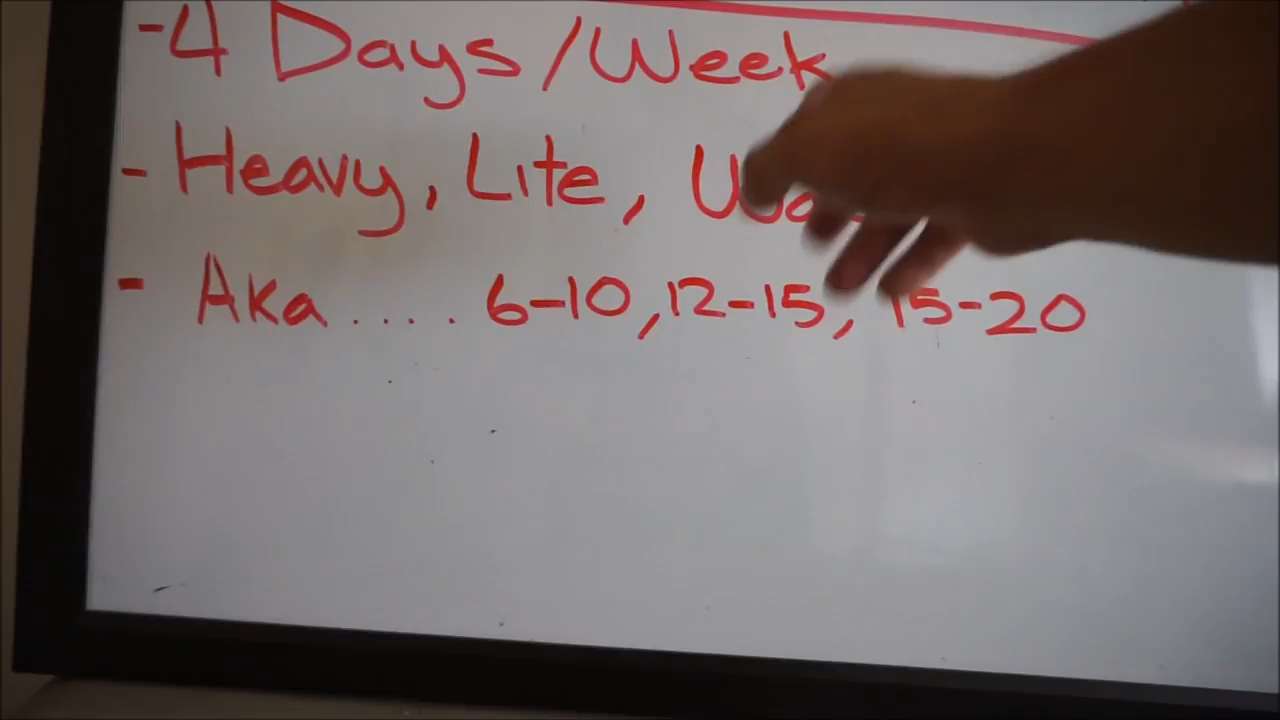 -4 Days/Week
- Heavy, Lite,
- Aka .... 6-10, 12-15, 15-20